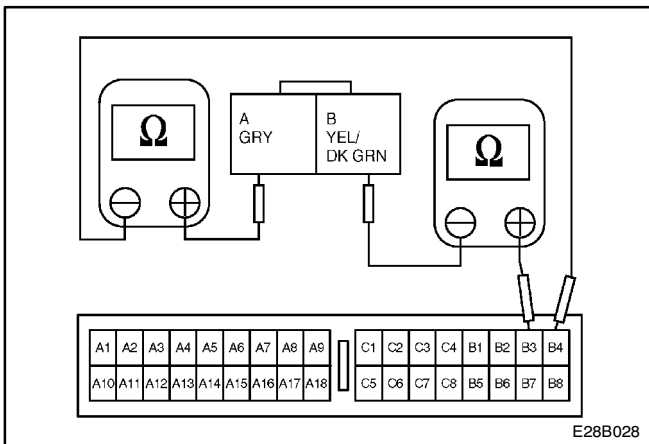 Ω
A
GRY
B
YEL/
DK GRN
Ω
− +
− +
A1 A2 A3 A4 A5 A6 A7 A8 A9 C1 C2 C3 C4 B1 B2 B3 B4
A10 A11 A12 A13 A14 A15 A16 A17 A18 C5 C6 C7 C8 B5 B6 B7 B8
E28B028